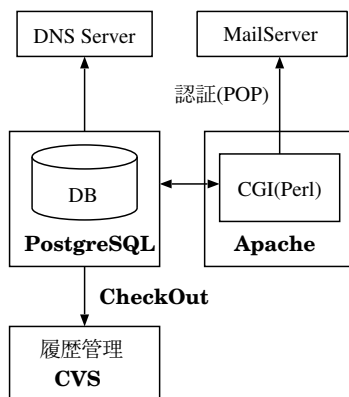 DNS Server
MailServer
認証(POP)
DB
CGI(Perl)
PostgreSQL
Apache
CheckOut
履歴管理
CVS